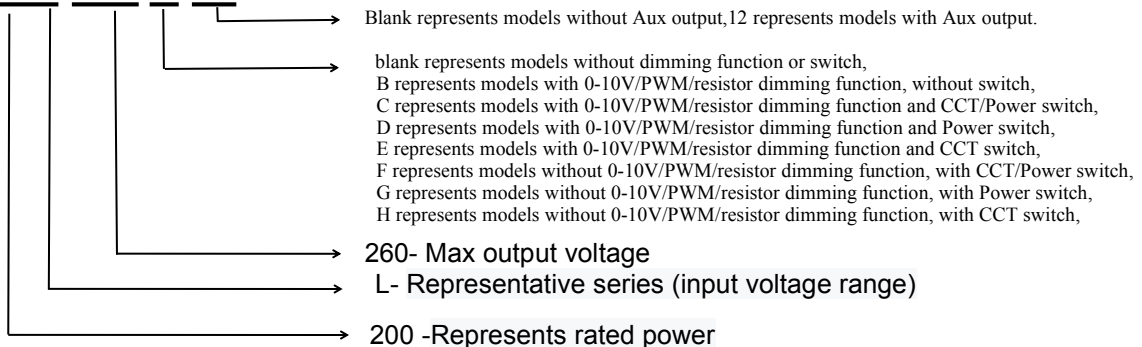 Blank represents models without Aux output,12 represents models with Aux output.
blank represents models without dimming function or switch,
B represents models with 0-10V/PWM/resistor dimming function, without switch,
C represents models with 0-10V/PWM/resistor dimming function and CCT/Power switch,
D represents models with 0-10V/PWM/resistor dimming function and Power switch,
E represents models with 0-10V/PWM/resistor dimming function and CCT switch,
F represents models without 0-10V/PWM/resistor dimming function, with CCT/Power switch,
G represents models without 0-10V/PWM/resistor dimming function, with Power switch,
H represents models without 0-10V/PWM/resistor dimming function, with CCT switch,
260- Max output voltage
L- Representative series (input voltage range)
200 -Represents rated power